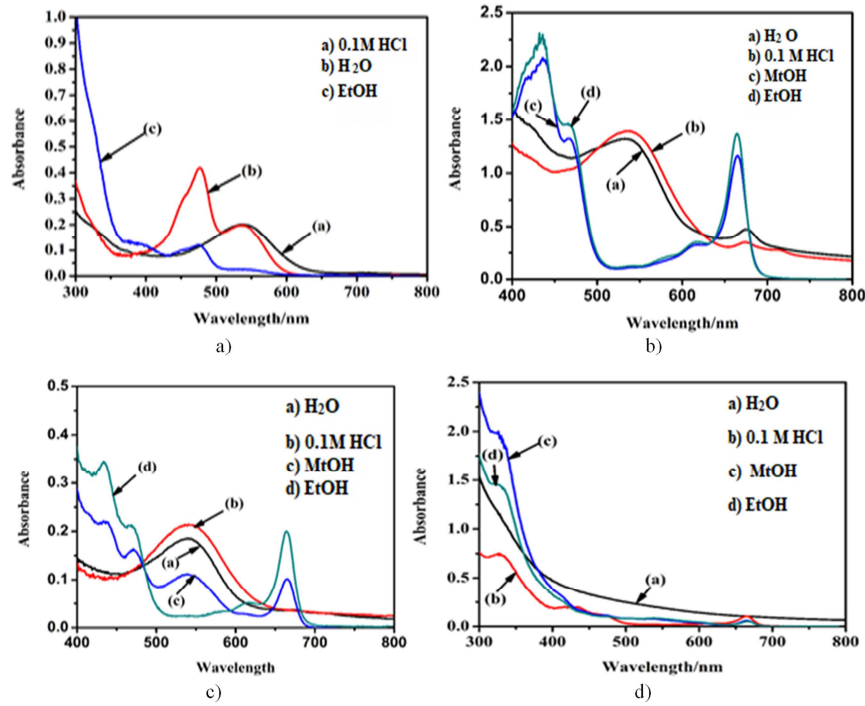 1.0
0.9
0.8
0.7
0.6
0.5
0.4
0.3
0.2
0.1
0.0
Absorbance
a) 0.1M HCl
b) H2O
c) EtOH
(c)
(b)
(a)
300 400 500 600 700 800
Wavelength/nm
a)
2.5
2.0
1.5
1.0
0.5
0.0
Absorbance
a) H2 O
b) 0.1 M HCl
c) MtOH
d) EtOH
(c)
(d)
(b)
(a)
400 500 600 700 800
Wavelength/nm
b)
0.5
0.4
0.3
0.2
0.1
0.0
Absorbance
a) H2O
b) 0.1M HCl
c) MtOH
d) EtOH
(d)
(b)
(a)
(c)
400 500 600 700 800
Wavelength
c)
2.5
2.0
1.5
1.0
0.5
0.0
Absorbance
a) H2O
b) 0.1 M HCl
c) MtOH
d) EtOH
(c)
(d)
(a)
(b)
300 400 500 600 700 800
Wavelength/nm
d)